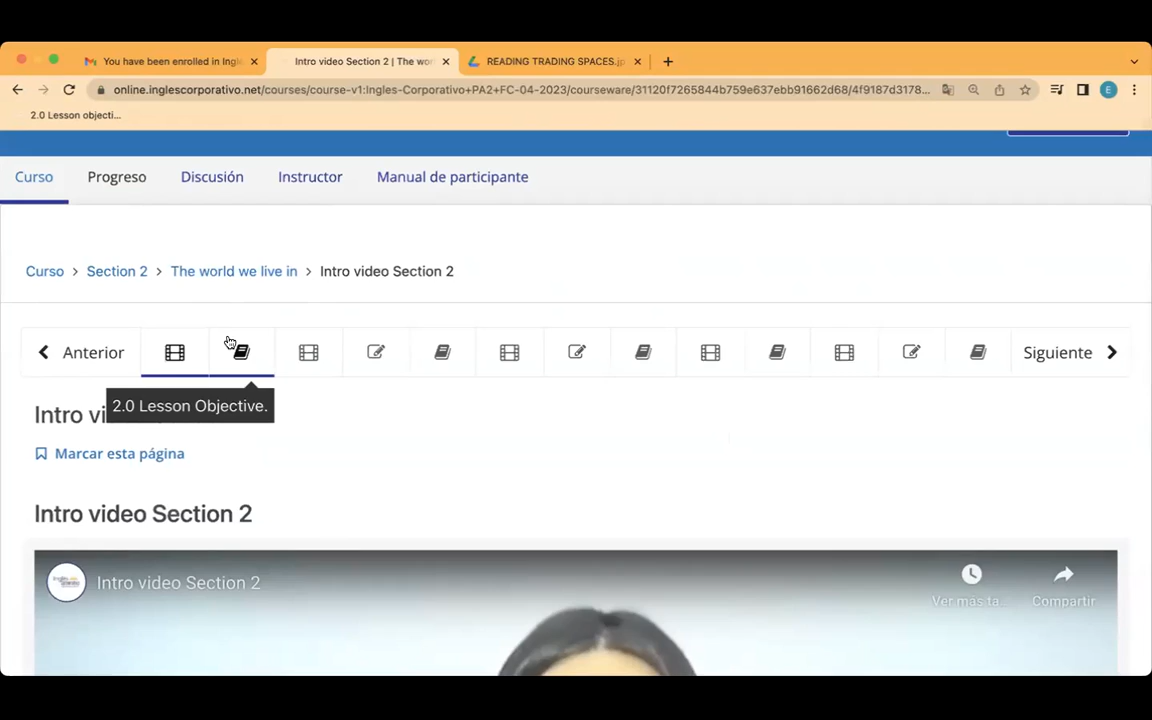 You have been enrolled in Ingl
Intro video Section 2 | The wor
READING TRADING SPACES.jp
online.inglescorporativo.net/courses/course-v1:Ingles-Corporativo+PA2+FC-04-2023/courseware/31120f7265844b759e637ebb91662d68/4f9187d3178...
E
2.0 Lesson objecti...
Curso
Progreso
Discusión
Instructor
Manual de participante
Curso > Section 2 > The world we live in > Intro video Section 2
Anterior
Siguiente
2.0 Lesson Objective.
Intro vi
Marcar esta página
Intro video Section 2
Intro video Section 2
Ver más ta...
Compartir